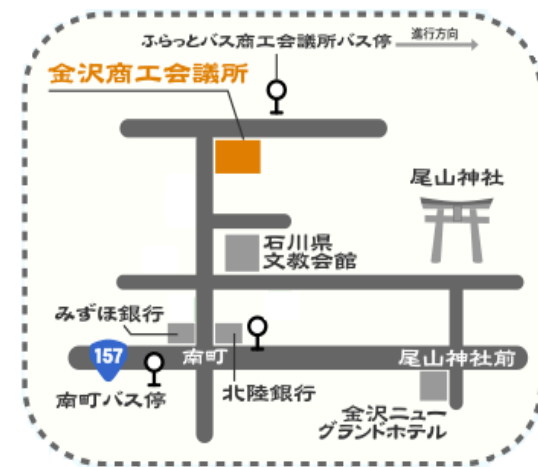 ふらっとバス商工会議所バス停
進行方向
金沢商工会議所
尾山神社
石川県
文教会館
みずほ銀行
157
南町
尾山神社前
南町バス停
北陸銀行
金沢ニュー
グランドホテル